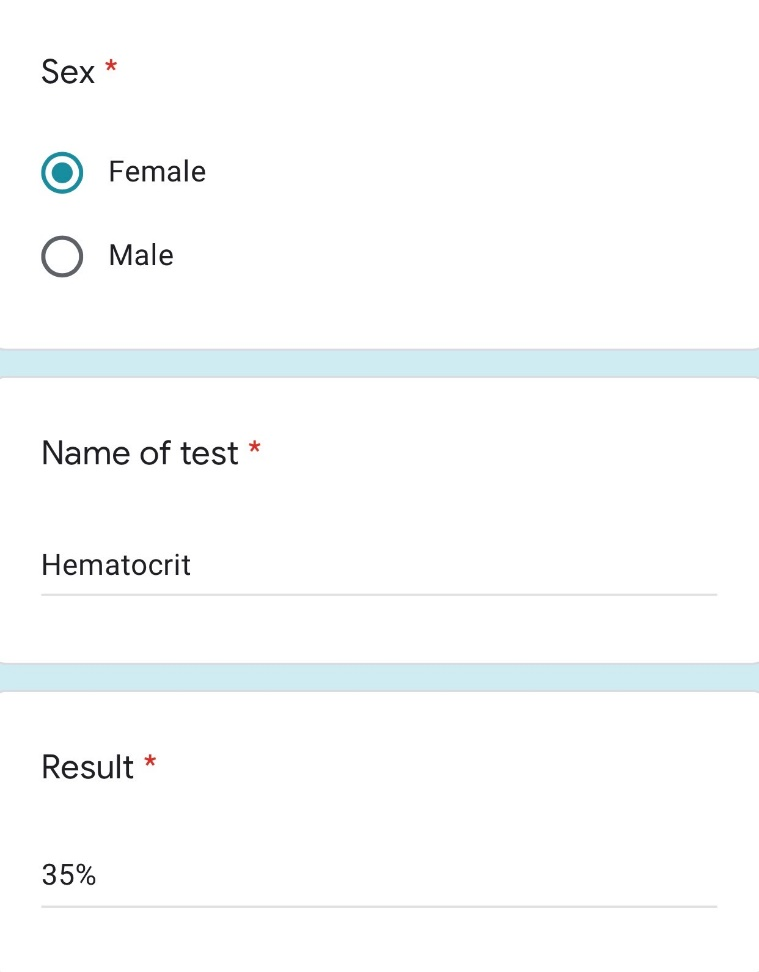 Sex *
Female
Male
Name of test *
Hematocrit
Result *
35%